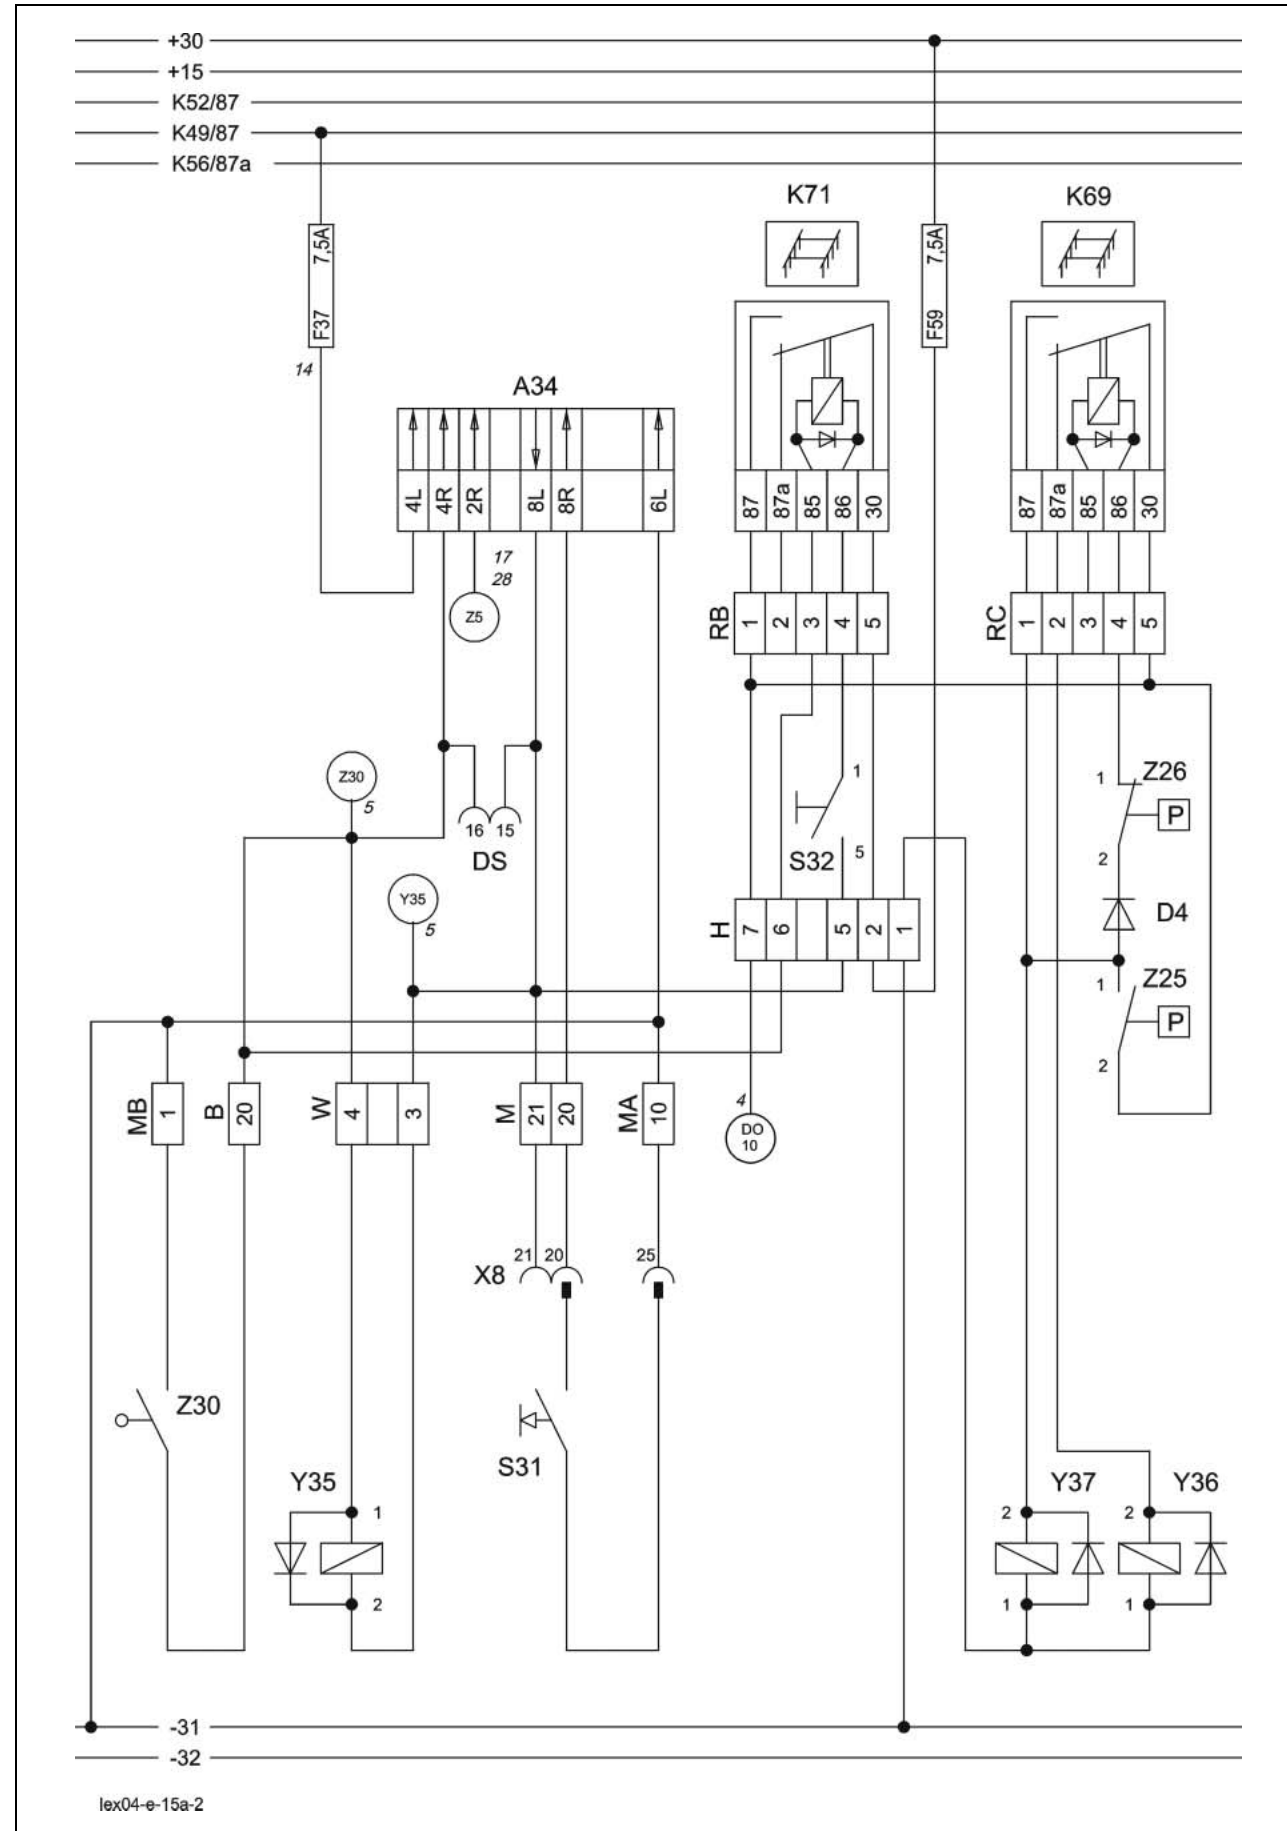 +30
+15
K52/87
K49/87
K56/87a
K71 K69
7,5A F37
7,5A F59
14
A34
4L 4R 2R 8L 8R 6L
87 87a 85 86 30
87 87a 85 86 30
17
28
Z5
RB 1 2 3 4 5
RC 1 2 3 4 5
Z30
5
16 15
DS
1
S32
5
1 Z26
P
2
D4
Y35
5
H 7 6 5 2 1
1 Z25
P
2
MB 1
B 20
W 4 3
M 21 20
MA 10
4
DO
10
X8 21 20 25
Z30
S31
Y35
1
2
Y37 Y36
2 2
1 1
-31
-32
lex04-e-15a-2